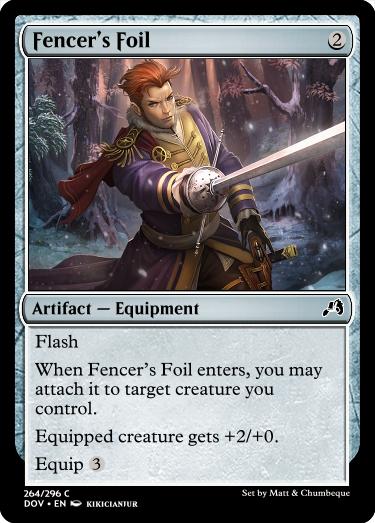 Fencer's Foil 2
Artifact — Equipment
Flash
When Fencer's Foil enters, you may
attach it to target creature you
control.
Equipped creature gets +2/+0.
Equip 3
264/296 C
DOV • EN KIKICIANJUR
Set by Matt & Chumbeque